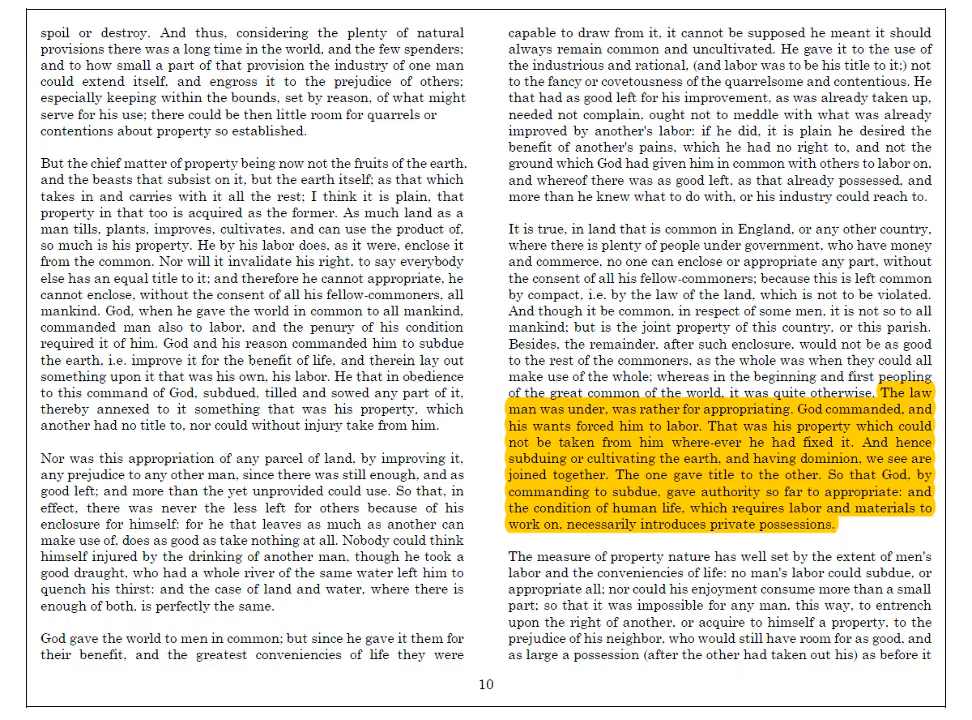 spoil or destroy. And thus, considering the plenty of natural
provisions there was a long time in the world, and the few spenders;
and to how small a part of that provision the industry of one man
could extend itself, and engross it to the prejudice of others;
especially keeping within the bounds, set by reason, of what might
serve for his use; there could be then little room for quarrels or
contentions about property so established.
But the chief matter of property being now not the fruits of the earth,
and the beasts that subsist on it, but the earth itself; as that which
takes in and carries with it all the rest; I think it is plain, that
property in that too is acquired as the former. As much land as a
man tills, plants, improves, cultivates, and can use the product of,
so much is his property. He by his labor does, as it were, enclose it
from the common. Nor will it invalidate his right, to say everybody
else has an equal title to it; and therefore he cannot appropriate, he
cannot enclose, without the consent of all his fellow-commoners, all
mankind. God, when he gave the world in common to all mankind,
commanded man also to labor, and the penury of his condition
required it of him. God and his reason commanded him to subdue
the earth, i.e. improve it for the benefit of life, and therein lay out
something upon it that was his own, his labor. He that in obedience
to this command of God, subdued, tilled and sowed any part of it,
thereby annexed to it something that was his property, which
another had no title to, nor could without injury take from him.
Nor was this appropriation of any parcel of land, by improving it,
any prejudice to any other man, since there was still enough, and as
good left; and more than the yet unprovided could use. So that, in
effect, there was never the less left for others because of his
enclosure for himself: for he that leaves as much as another can
make use of, does as good as take nothing at all. Nobody could think
himself injured by the drinking of another man, though he took a
good draught, who had a whole river of the same water left him to
quench his thirst: and the case of land and water, where there is
enough of both, is perfectly the same.
God gave the world to men in common; but since he gave it them for
their benefit, and the greatest conveniencies of life they were
capable to draw from it, it cannot be supposed he meant it should
always remain common and uncultivated. He gave it to the use of
the industrious and rational, (and labor was to be his title to it;) not
to the fancy or covetousness of the quarrelsome and contentious. He
that had as good left for his improvement, as was already taken up,
needed not complain, ought not to meddle with what was already
improved by another's labor: if he did, it is plain he desired the
benefit of another's pains, which he had no right to, and not the
ground which God had given him in common with others to labor on,
and whereof there was as good left, as that already possessed, and
more than he knew what to do with, or his industry could reach to.
It is true, in land that is common in England, or any other country,
where there is plenty of people under government, who have money
and commerce, no one can enclose or appropriate any part, without
the consent of all his fellow-commoners; because this is left common
by compact, i.e. by the law of the land, which is not to be violated.
And though it be common, in respect of some men, it is not so to all
mankind; but is the joint property of this country, or this parish.
Besides, the remainder, after such enclosure, would not be as good
to the rest of the commoners, as the whole was when they could all
make use of the whole; whereas in the beginning and first peopling
of the great common of the world, it was quite otherwise. The law
man was under, was rather for appropriating. God commanded, and
his wants forced him to labor. That was his property which could
not be taken from him where-ever he had fixed it. And hence
subduing or cultivating the earth, and having dominion, we see are
joined together. The one gave title to the other. So that God, by
commanding to subdue, gave authority so far to appropriate: and
the condition of human life, which requires labor and materials to
work on, necessarily introduces private possessions.
The measure of property nature has well set by the extent of men's
labor and the conveniencies of life: no man's labor could subdue, or
appropriate all; nor could his enjoyment consume more than a small
part; so that it was impossible for any man, this way, to entrench
upon the right of another, or acquire to himself a property, to the
prejudice of his neighbor, who would still have room for as good, and
as large a possession (after the other had taken out his) as before it
10